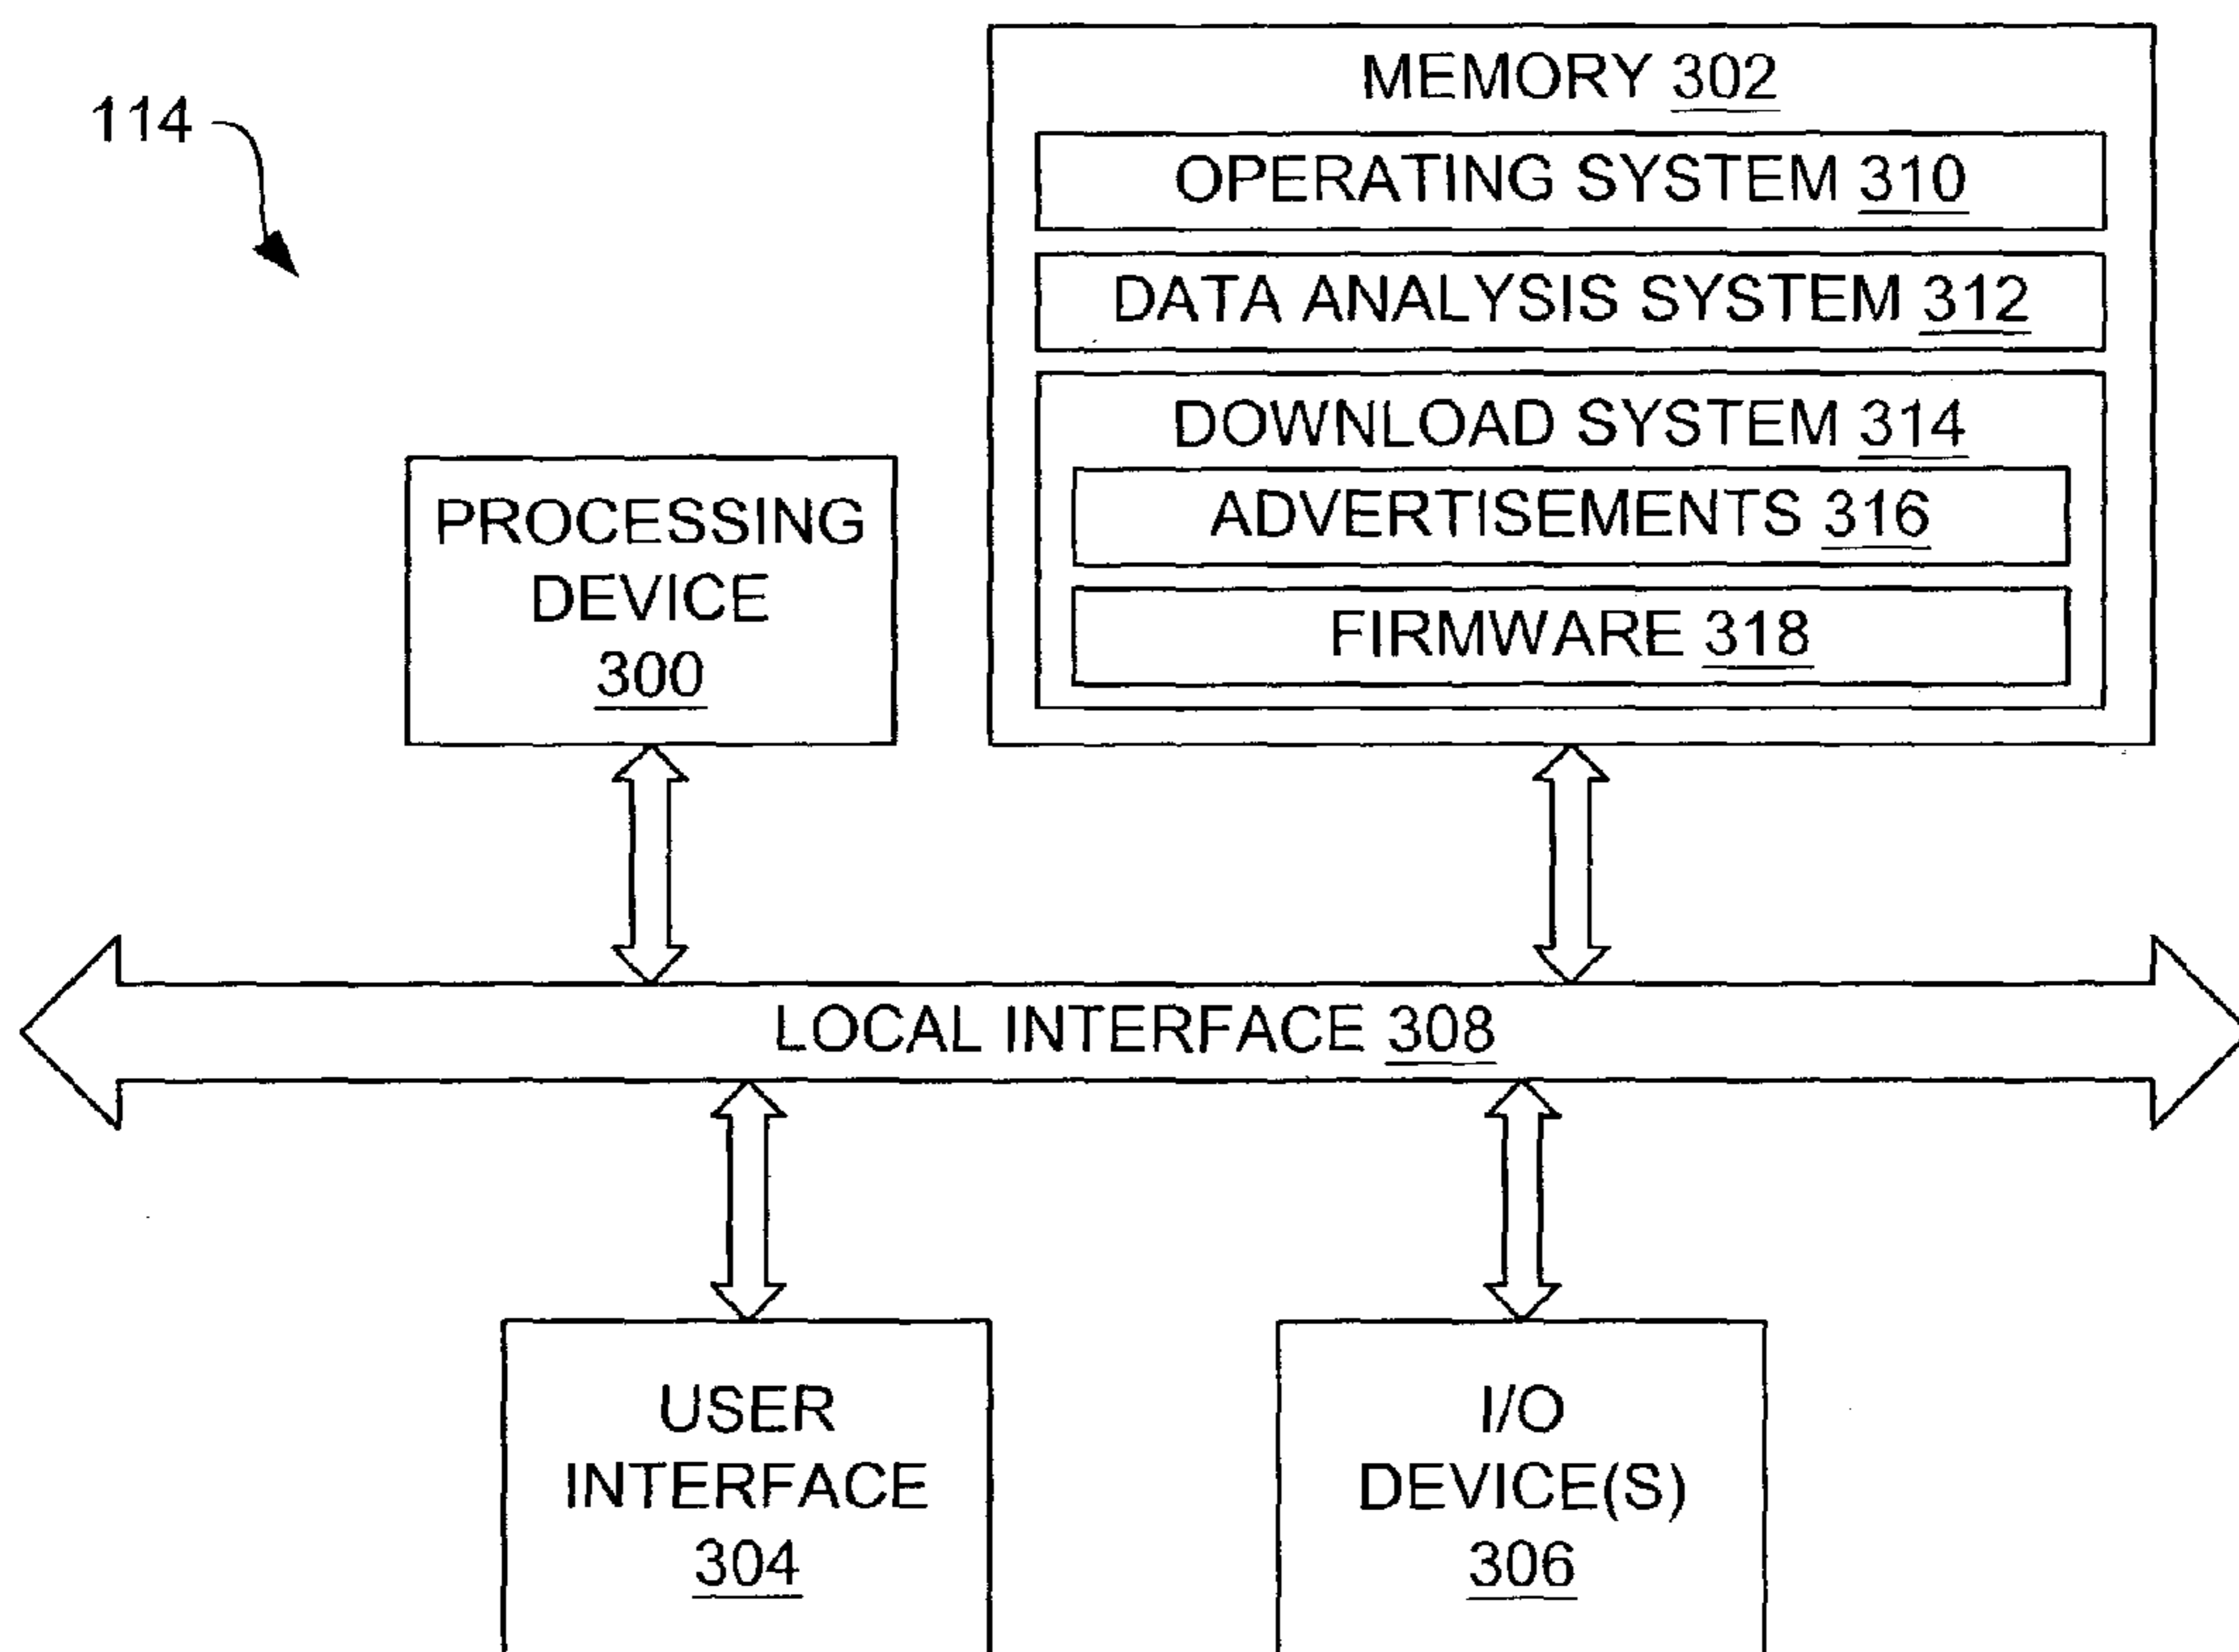 114
MEMORY 302
OPERATING SYSTEM 310
DATA ANALYSIS SYSTEM 312
DOWNLOAD SYSTEM 314
ADVERTISEMENTS 316
FIRMWARE 318
PROCESSING
DEVICE
300
LOCAL INTERFACE 308
USER
INTERFACE
304
I/O
DEVICE(S)
306